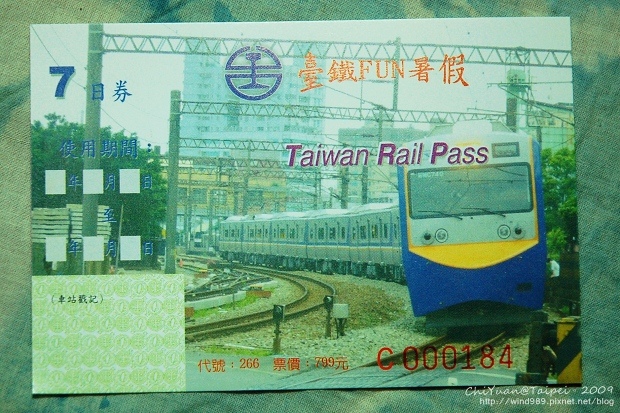 7日券
臺鐵FUN暑假
使用期間：
Taiwan Rail Pass
年 月 日
至
年 月 日
（車站戳記）
代號：266 票價：799元
C000184
ChiYuan@Taipei 2009
http://wind989.pixnet.net/blog